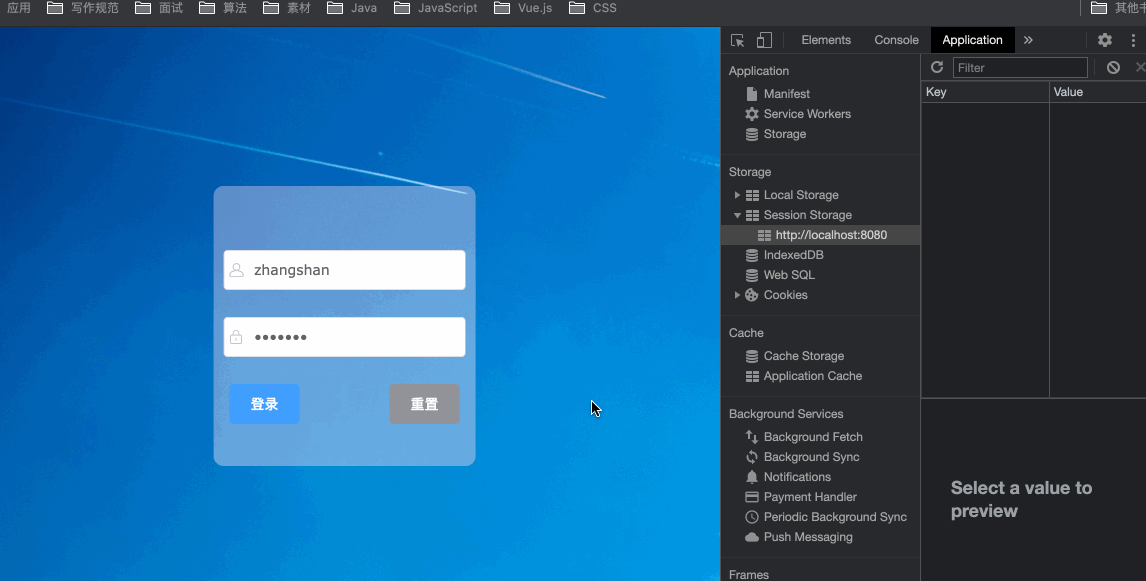 应用 写作规范 面试 算法 素材 Java JavaScript Vue.js CSS
zhangshan
•••••••
登录 重置
Elements Console Application »
Application
Manifest
Service Workers
Storage
Storage
Local Storage
Session Storage
http://localhost:8080
IndexedDB
Web SQL
Cookies
Cache
Cache Storage
Application Cache
Background Services
Background Fetch
Background Sync
Notifications
Payment Handler
Periodic Background Sync
Push Messaging
Frames
Filter
Key Value
Select a value to
preview